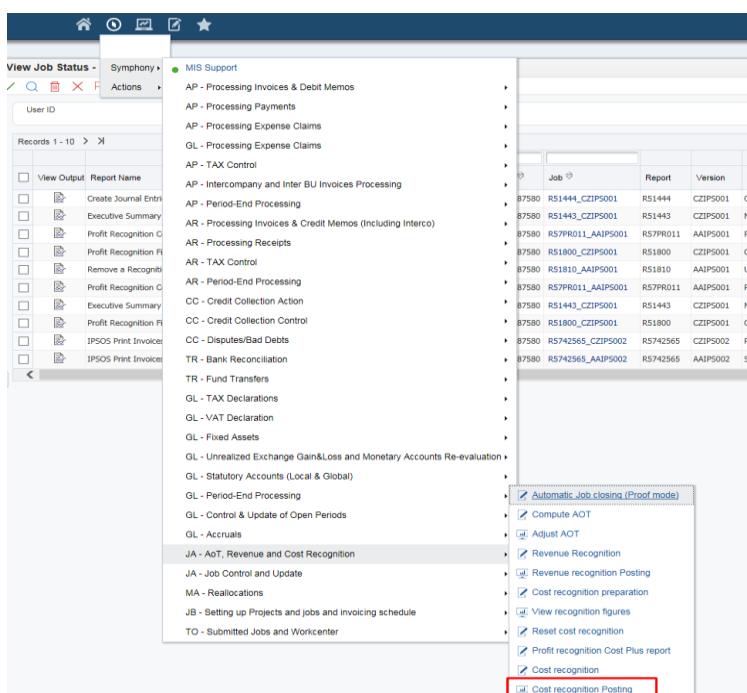 View Job Status -
Symphony
Actions
User ID
Records 1 - 10
View Output Report Name
Create Journal Entri
Executive Summary
Profit Recognition C
Profit Recognition Fi
Remove a Recogniti
Profit Recognition C
Executive Summary
Profit Recognition Fi
IPSOS Print Invoices
IPSOS Print Invoices
MIS Support
AP - Processing Invoices & Debit Memos
AP - Processing Payments
AP - Processing Expense Claims
GL - Processing Expense Claims
AP - TAX Control
AP - Intercompany and Inter BU Invoices Processing
AP - Period-End Processing
AR - Processing Invoices & Credit Memos (Including Interco)
AR - Processing Receipts
AR - TAX Control
AR - Period-End Processing
CC - Credit Collection Action
CC - Credit Collection Control
CC - Disputes/Bad Debts
TR - Bank Reconciliation
TR - Fund Transfers
GL - TAX Declarations
GL - VAT Declaration
GL - Fixed Assets
GL - Unrealized Exchange Gain&Loss and Monetary Accounts Re-evaluation
GL - Statutory Accounts (Local & Global)
GL - Period-End Processing
GL - Control & Update of Open Periods
GL - Accruals
JA - AoT, Revenue and Cost Recognition
JA - Job Control and Update
MA - Reallocations
JB - Setting up Projects and jobs and invoicing schedule
TO - Submitted Jobs and Workcenter
Job Report Version
87580 R51444_CZIPS001 R51444 CZIPS001
87580 R51443_CZIPS001 R51443 CZIPS001
87580 R57PR011_AAIPS001 R57PR011 AAIPS001
87580 R51800_CZIPS001 R51800 CZIPS001
87580 R51810_AAIPS001 R51810 AAIPS001
87580 R57PR011_AAIPS001 R57PR011 AAIPS001
87580 R51443_CZIPS001 R51443 CZIPS001
87580 R51800_CZIPS001 R51800 CZIPS001
87580 R5742565_CZIPS002 R5742565 CZIPS002
87580 R5742565_AAIPS002 R5742565 AAIPS002
Automatic Job closing (Proof mode)
Compute AOT
Adjust AOT
Revenue Recognition
Revenue recognition Posting
Cost recognition preparation
View recognition figures
Reset cost recognition
Profit recognition Cost Plus report
Cost recognition
Cost recognition Posting